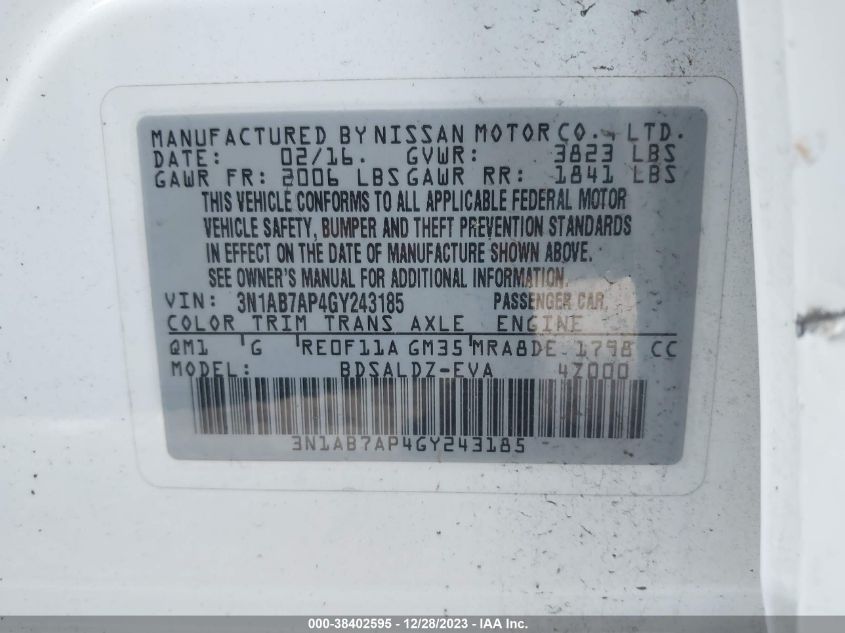 MANUFACTURED BY NISSAN MOTOR CO., LTD.
DATE: 02/16. GVWR: 3823 LBS
GAWR FR: 2006 LBS GAWR RR: 1841 LBS
THIS VEHICLE CONFORMS TO ALL APPLICABLE FEDERAL MOTOR
VEHICLE SAFETY, BUMPER AND THEFT PREVENTION STANDARDS
IN EFFECT ON THE DATE OF MANUFACTURE SHOWN ABOVE.
SEE OWNER'S MANUAL FOR ADDITIONAL INFORMATION.
VIN: 3N1AB7AP4GY243185 PASSENGER CAR
COLOR TRIM TRANS AXLE ENGINE
QM1 G RE0F11A GM35 MRA8DE 1798 CC
MODEL: BDSALDZ-EVA 4Z000
3N1AB7AP4GY243185
000-38402595 - 12/28/2023 - IAA Inc.